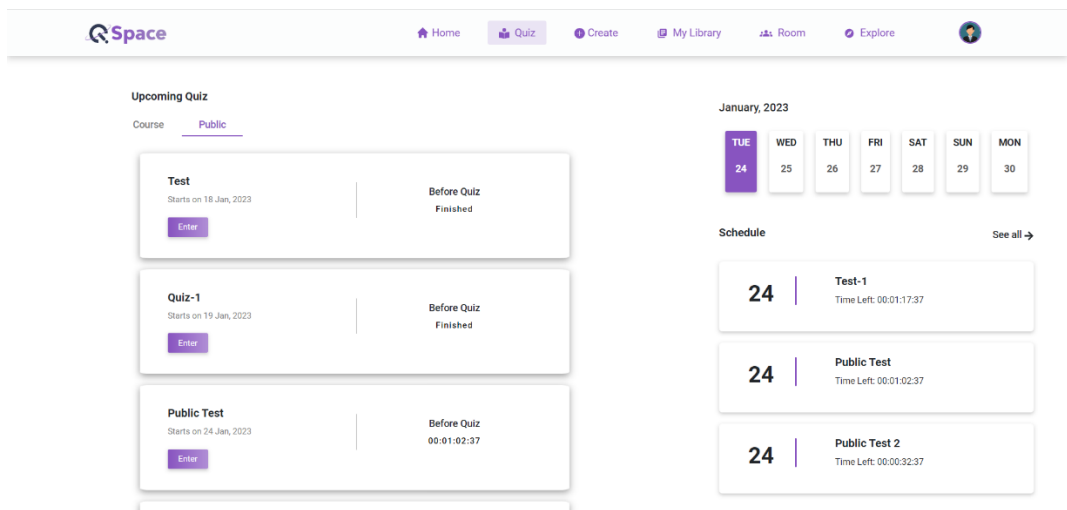 Q'Space
Home Quiz Create My Library Room Explore
Upcoming Quiz
Course Public
Test
Starts on 18 Jan, 2023
Enter
Before Quiz
Finished
Quiz-1
Starts on 19 Jan, 2023
Enter
Before Quiz
Finished
Public Test
Starts on 24 Jan, 2023
Enter
Before Quiz
00:01:02:37
January, 2023
TUE WED THU FRI SAT SUN MON
24 25 26 27 28 29 30
Schedule
See all →
24
Test-1
Time Left: 00:01:17:37
24
Public Test
Time Left: 00:01:02:37
24
Public Test 2
Time Left: 00:00:32:37